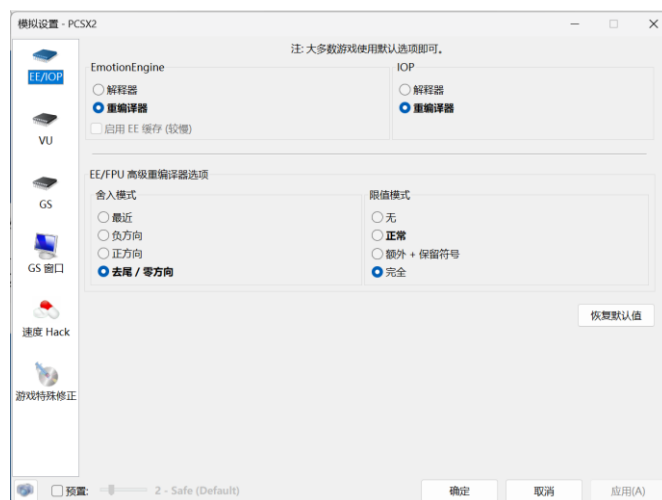 模拟设置 - PCSX2
注: 大多数游戏使用默认选项即可。
EE/IOP
VU
GS
GS 窗口
速度 Hack
游戏特殊修正
EmotionEngine
解释器
重编译器
启用 EE 缓存 (较慢)
IOP
解释器
重编译器
EE/FPU 高级重编译器选项
舍入模式
最近
负方向
正方向
去尾 / 零方向
限值模式
无
正常
额外 + 保留符号
完全
恢复默认值
预置:
2 - Safe (Default)
确定
取消
应用(A)